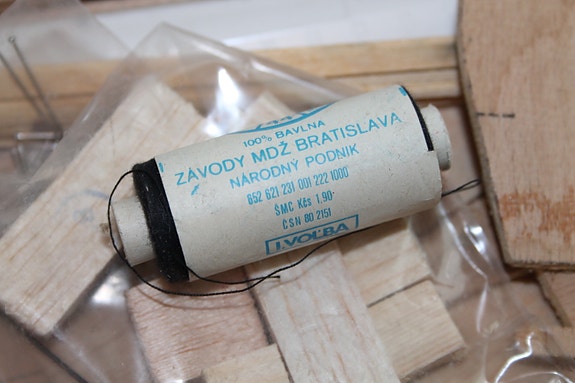 100% BAVLNA
ZÁVODY MDŽ BRATISLAVA
NÁRODNÝ PODNIK
652 621 231 001 222 1000
ŠMC Kčs 1,90
ČSN 80 2151
I.VOĽBA